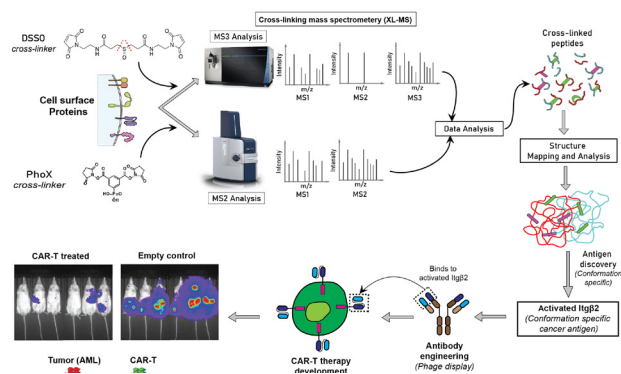 Cross-linking mass spectrometery (XL-MS)
DSSO
cross-linker
O
O
O
N
N
H
S
O
O
H
N
N
O
O
Cell surface
Proteins
PhoX
cross-linker
MS3 Analysis
Intensity
m/z
MS1
Intensity
m/z
MS2
Intensity
m/z
MS3
MS2 Analysis
Intensity
m/z
MS1
Intensity
m/z
MS2
Data Analysis
Cross-linked
peptides
Structure
Mapping and Analysis
Antigen
discovery
(Conformation
specific)
Activated Itgβ2
(Conformation specific
cancer antigen)
Binds to
activated Itgβ2
Antibody
engineering
(Phage display)
CAR-T therapy
development
CAR-T treated
Empty control
Tumor (AML)
CAR-T